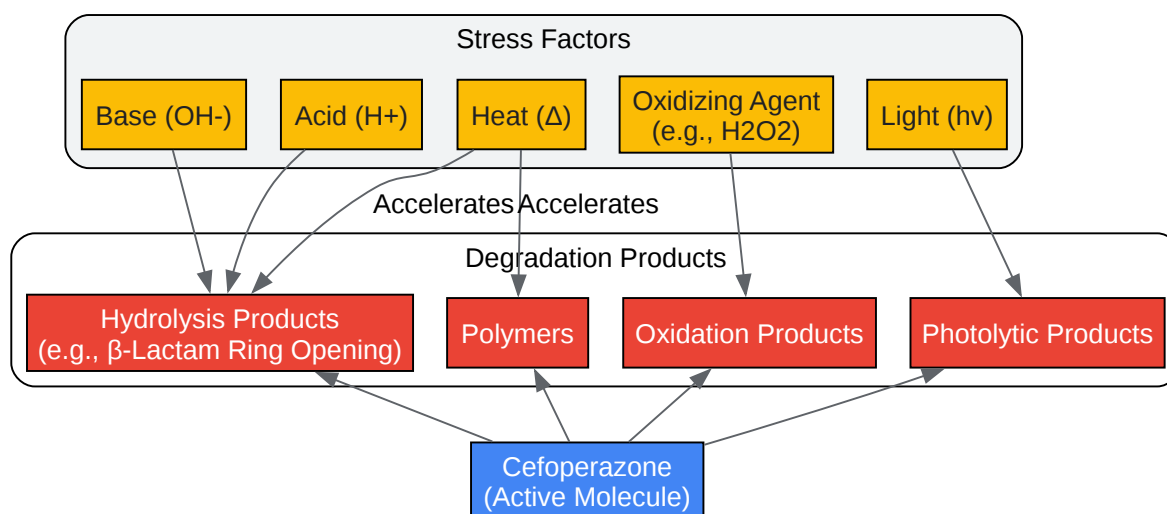 Stress Factors
Base (OH-)
Acid (H+)
Heat (Δ)
Oxidizing Agent
(e.g., H2O2)
Light (hv)
Accelerates
Accelerates
Degradation Products
Hydrolysis Products
(e.g., β-Lactam Ring Opening)
Polymers
Oxidation Products
Photolytic Products
Cefoperazone
(Active Molecule)